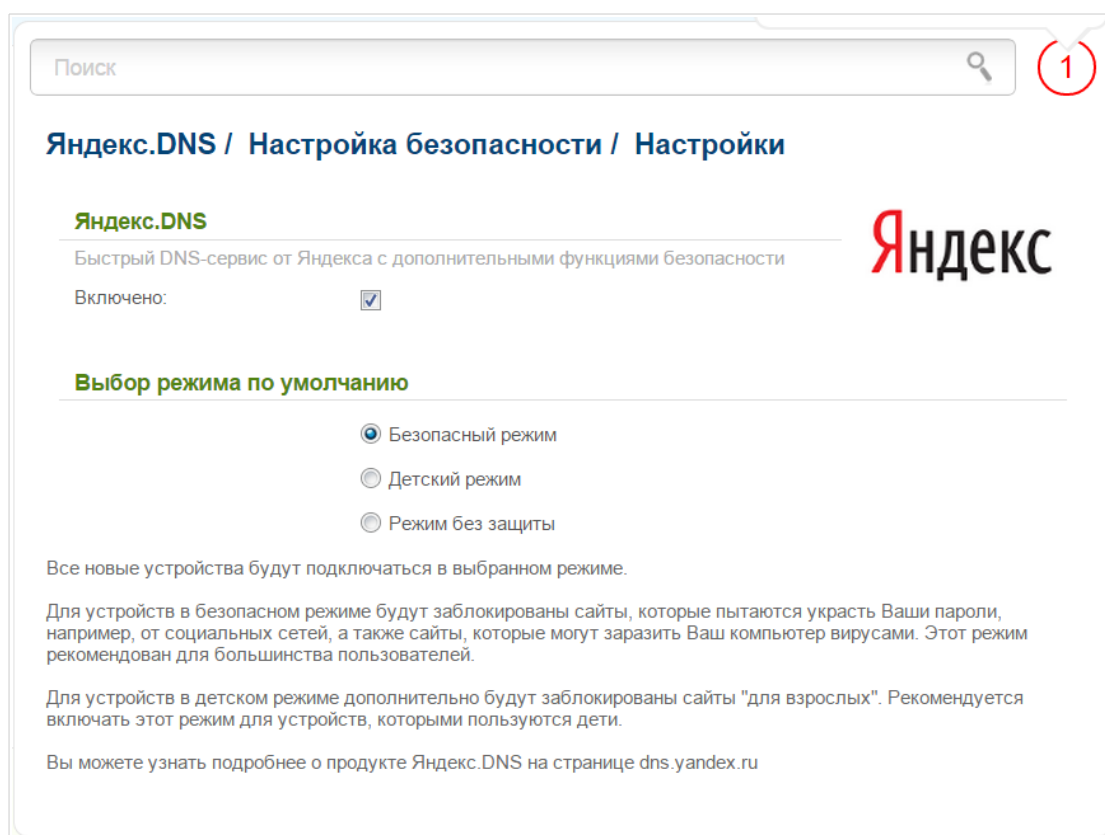 Поиск
1
Яндекс.DNS / Настройка безопасности / Настройки
Яндекс.DNS
Яндекс
Быстрый DNS-сервис от Яндекса с дополнительными функциями безопасности
Включено:
Выбор режима по умолчанию
Безопасный режим
Детский режим
Режим без защиты
Все новые устройства будут подключаться в выбранном режиме.
Для устройств в безопасном режиме будут заблокированы сайты, которые пытаются украсть Ваши пароли,
например, от социальных сетей, а также сайты, которые могут заразить Ваш компьютер вирусами. Этот режим
рекомендован для большинства пользователей.
Для устройств в детском режиме дополнительно будут заблокированы сайты "для взрослых". Рекомендуется
включать этот режим для устройств, которыми пользуются дети.
Вы можете узнать подробнее о продукте Яндекс.DNS на странице dns.yandex.ru